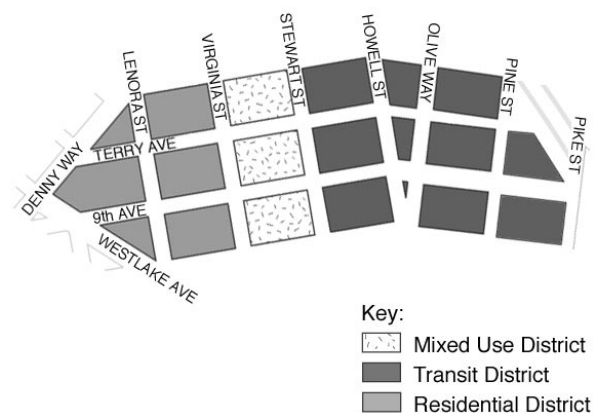 STEWART ST
HOWELL ST
OLIVE WAY
VIRGINIA ST
LENORA ST
PINE ST
PIKE ST
TERRY AVE
DENNY WAY
9th AVE
WESTLAKE AVE
Key:
Mixed Use District
Transit District
Residential District